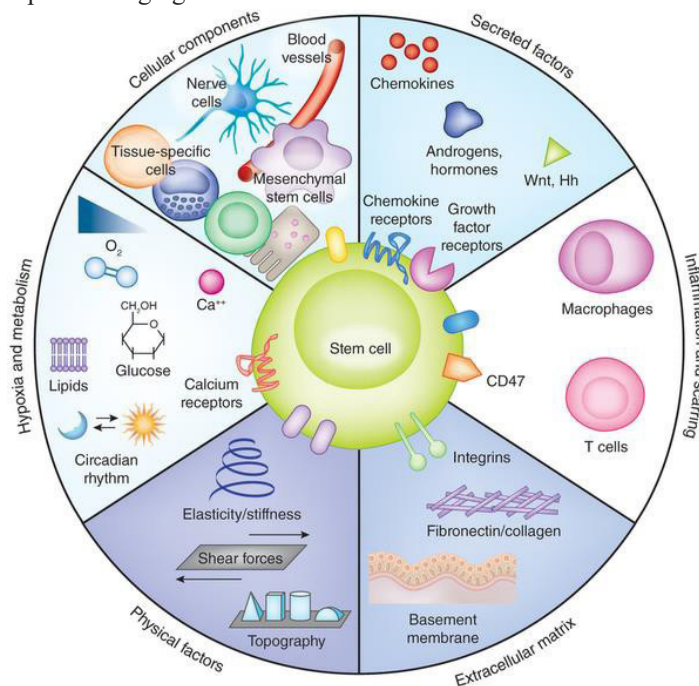 Cellular components
Blood
vessels
Nerve
cells
Tissue-specific
cells
Mesenchymal
stem cells
Secreted factors
Chemokines
Androgens,
hormones
Wnt, Hh
Chemokine
receptors
Growth
factor
receptors
Hypoxia and metabolism
O2
Ca++
CH2OH
O
Glucose
Lipids
Calcium
receptors
Circadian
rhythm
Stem cell
Inflammation and scarring
Macrophages
CD47
T cells
Integrins
Physical factors
Elasticity/stiffness
Shear forces
Topography
Extracellular matrix
Fibronectin/collagen
Basement
membrane